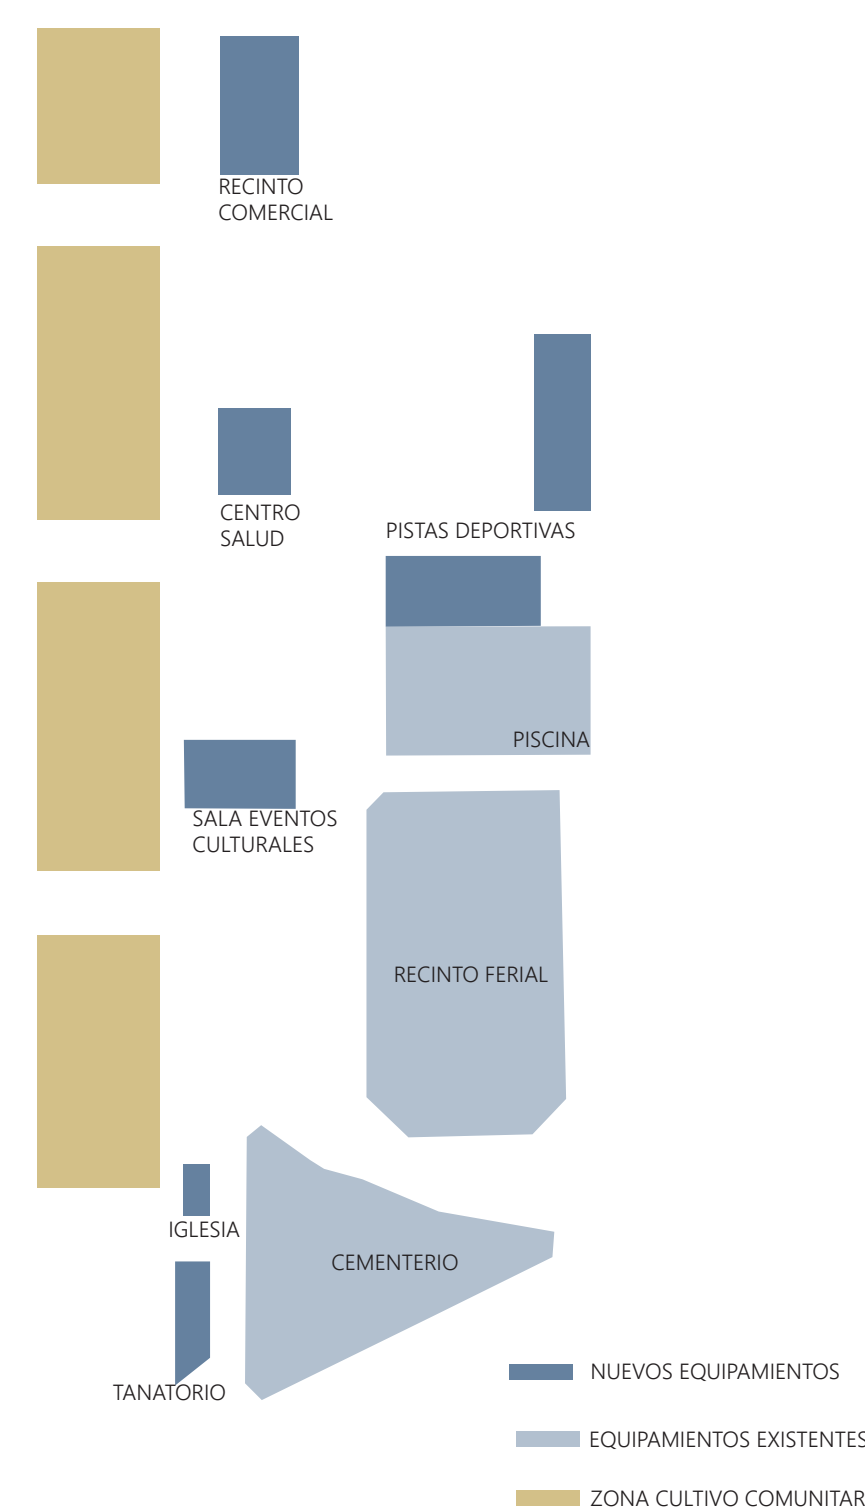 RECINTO
COMERCIAL
CENTRO
SALUD
PISTAS DEPORTIVAS
PISCINA
SALA EVENTOS
CULTURALES
RECINTO FERIAL
IGLESIA
CEMENTERIO
TANATORIO
NUEVOS EQUIPAMIENTOS
EQUIPAMIENTOS EXISTENTES
ZONA CULTIVO COMUNITAR